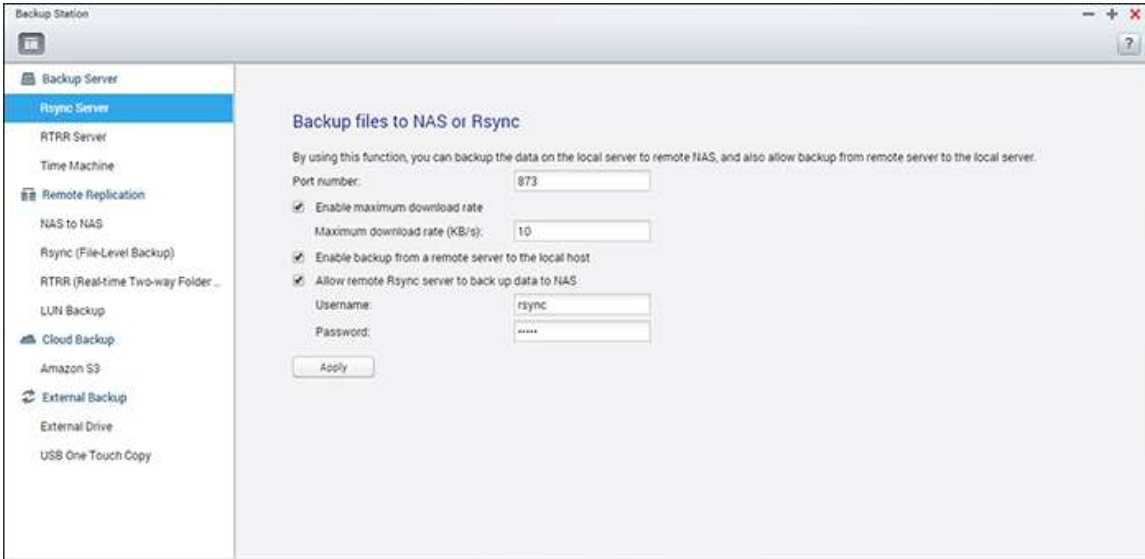 Backup Station
?
Backup Server
Rsync Server
RTRR Server
Time Machine
Remote Replication
NAS to NAS
Rsync (File-Level Backup)
RTRR (Real-time Two-way Folder ...
LUN Backup
Cloud Backup
Amazon S3
External Backup
External Drive
USB One Touch Copy
Backup files to NAS or Rsync
By using this function, you can backup the data on the local server to remote NAS, and also allow backup from remote server to the local server.
Port number: 873
Enable maximum download rate
Maximum download rate (KB/s): 10
Enable backup from a remote server to the local host
Allow remote Rsync server to back up data to NAS
Username: rsync
Password: •••••
Apply